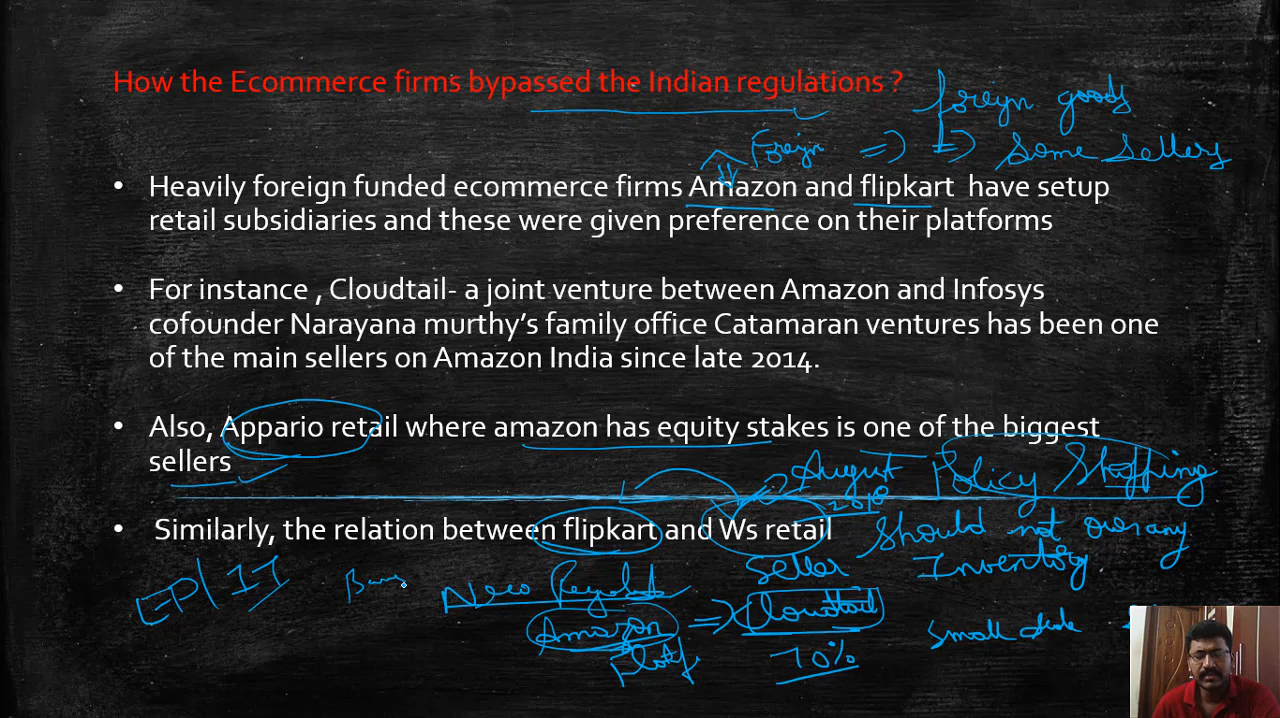 How the Ecommerce firms bypassed the Indian regulations ?
foreign goods
Foreign => => Some Sellers
• Heavily foreign funded ecommerce firms Amazon and flipkart have setup
retail subsidiaries and these were given preference on their platforms
• For instance , Cloudtail- a joint venture between Amazon and Infosys
cofounder Narayana murthy's family office Catamaran ventures has been one
of the main sellers on Amazon India since late 2014.
• Also, Appario retail where amazon has equity stakes is one of the biggest
sellers
August Policy
2018
• Similarly, the relation between flipkart and Ws retail
Should not own any
Inventory
Seller
New
Amazon => Cloudtail
small
70%